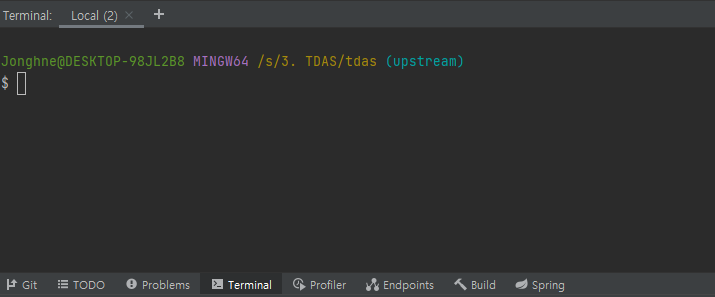 Terminal: Local (2) × +
Jonghne@DESKTOP-98JL2B8 MINGW64 /s/3. TDAS/tdas (upstream)
$
Git TODO Problems Terminal Profiler Endpoints Build Spring